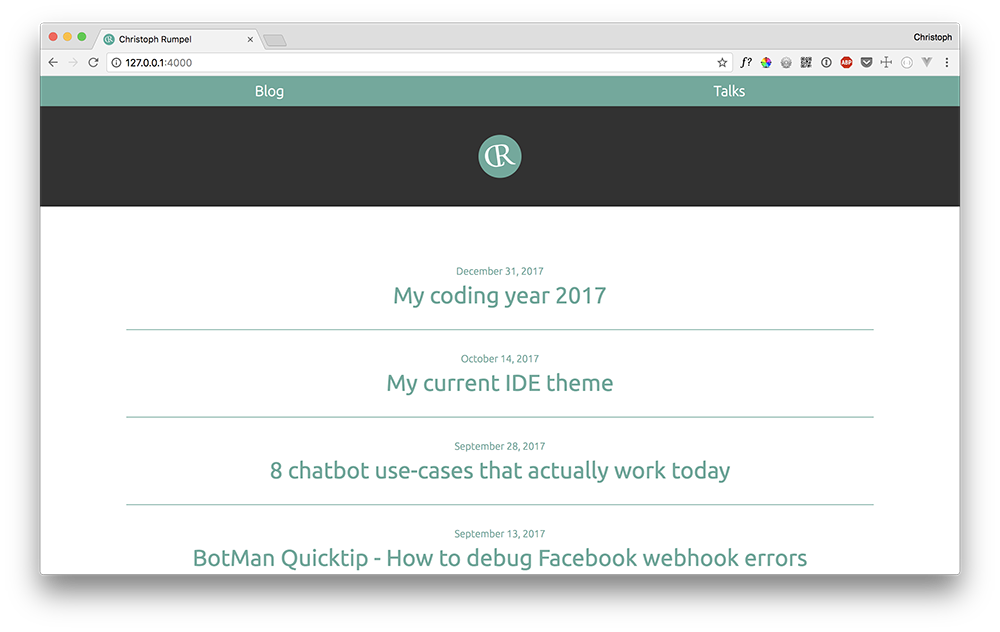 Christoph Rumpel
Christoph
127.0.0.1:4000
f?
ABP
Blog
Talks
CR
December 31, 2017
My coding year 2017
October 14, 2017
My current IDE theme
September 28, 2017
8 chatbot use-cases that actually work today
September 13, 2017
BotMan Quicktip - How to debug Facebook webhook errors